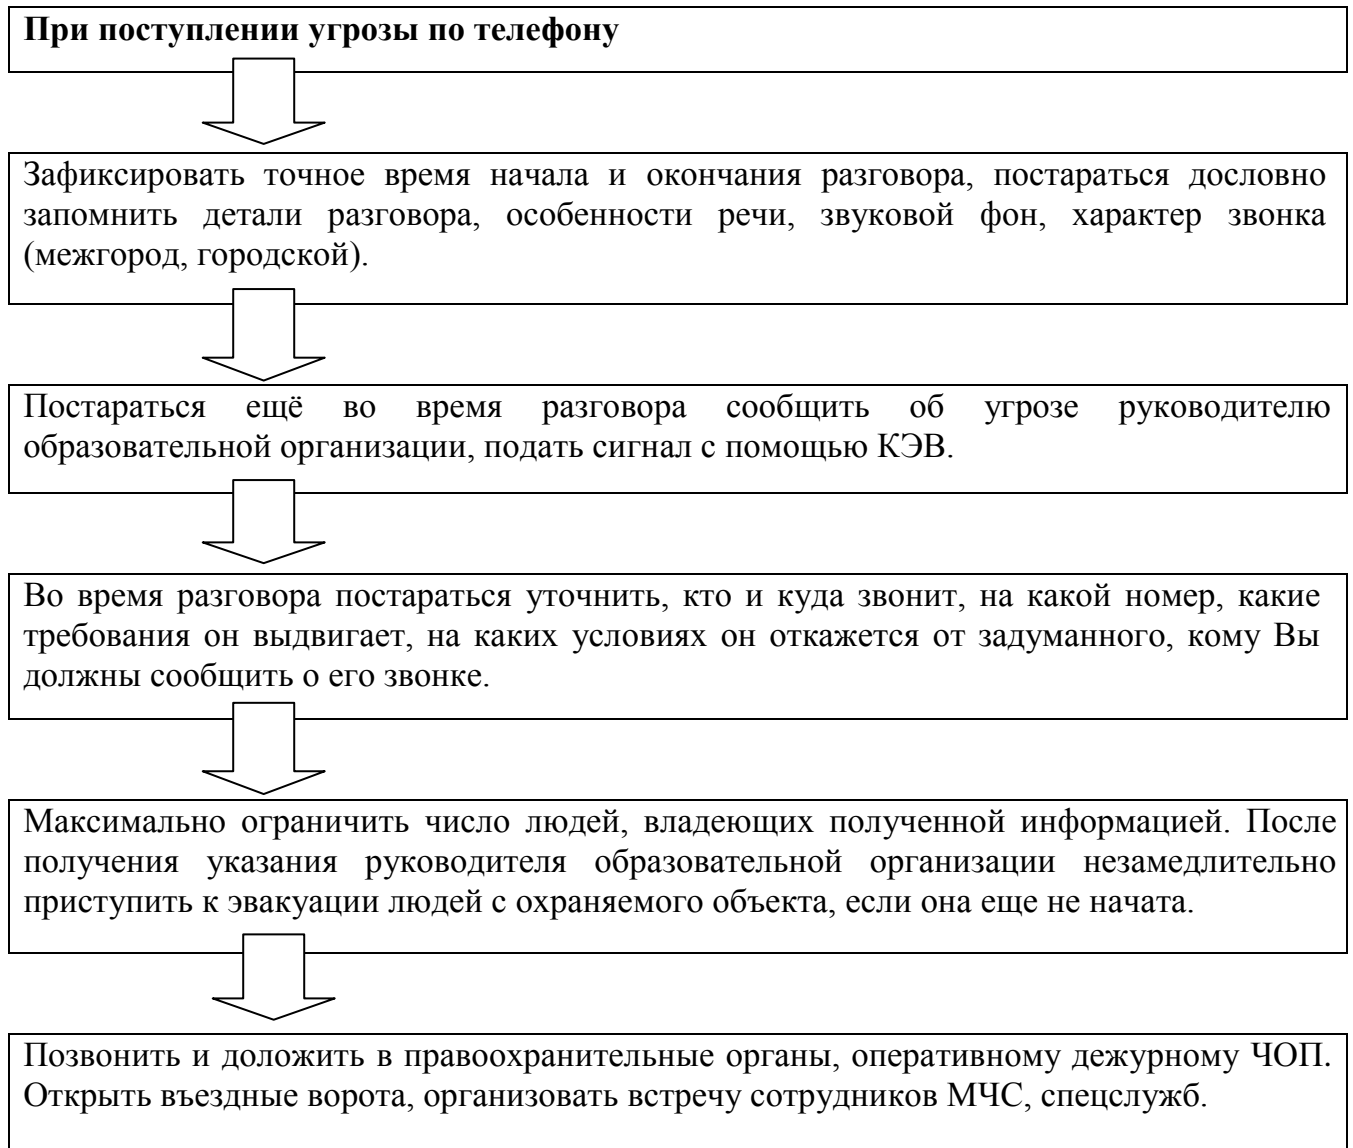 При поступлении угрозы по телефону
Зафиксировать точное время начала и окончания разговора, постараться дословно
запомнить детали разговора, особенности речи, звуковой фон, характер звонка
(межгород, городской).
Постараться ещё во время разговора сообщить об угрозе руководителю
образовательной организации, подать сигнал с помощью КЭВ.
Во время разговора постараться уточнить, кто и куда звонит, на какой номер, какие
требования он выдвигает, на каких условиях он откажется от задуманного, кому Вы
должны сообщить о его звонке.
Максимально ограничить число людей, владеющих полученной информацией. После
получения указания руководителя образовательной организации незамедлительно
приступить к эвакуации людей с охраняемого объекта, если она еще не начата.
Позвонить и доложить в правоохранительные органы, оперативному дежурному ЧОП.
Открыть въездные ворота, организовать встречу сотрудников МЧС, спецслужб.